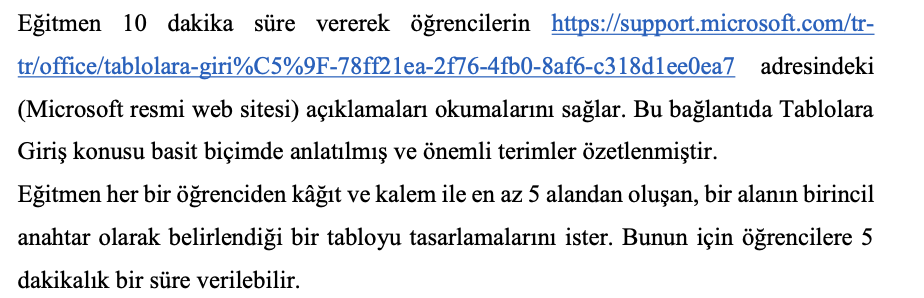 Eğitmen 10 dakika süre vererek öğrencilerin https://support.microsoft.com/tr-
tr/office/tablolara-giri%C5%9F-78ff21ea-2f76-4fb0-8af6-c318d1ee0ea7 adresindeki
(Microsoft resmi web sitesi) açıklamaları okumalarını sağlar. Bu bağlantıda Tablolara
Giriş konusu basit biçimde anlatılmış ve önemli terimler özetlenmiştir.
Eğitmen her bir öğrenciden kâğıt ve kalem ile en az 5 alandan oluşan, bir alanın birincil
anahtar olarak belirlendiği bir tabloyu tasarlamalarını ister. Bunun için öğrencilere 5
dakikalık bir süre verilebilir.